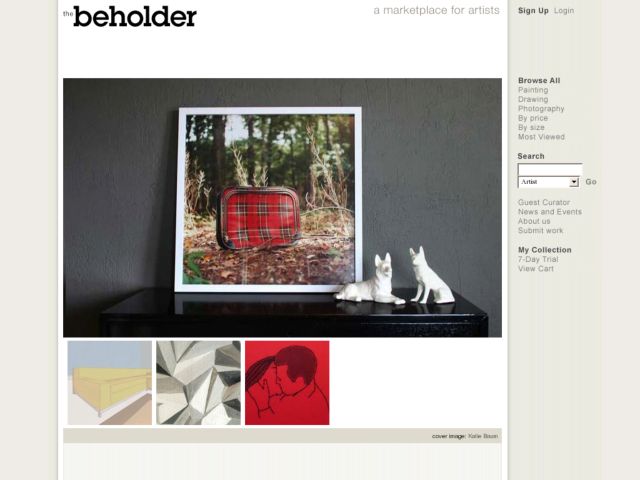 the beholder
a marketplace for artists
Sign Up Login
Browse All
Painting
Drawing
Photography
By price
By size
Most Viewed
Search
Artist
Go
Guest Curator
News and Events
About us
Submit work
My Collection
7-Day Trial
View Cart
cover image: Katie Baum